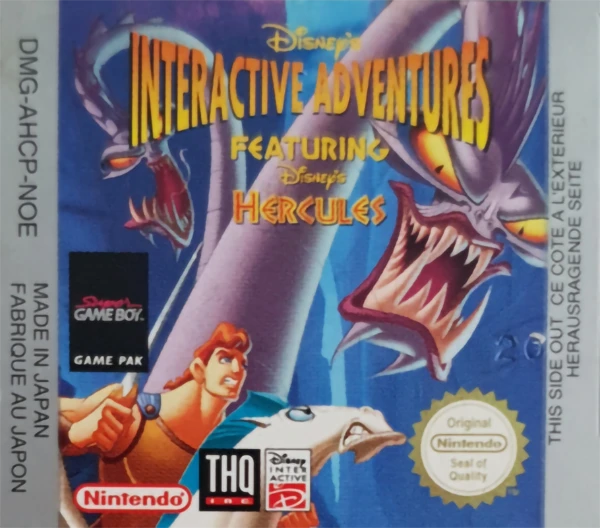 Disney's
INTERACTIVE ADVENTURES
FEATURING
Disney's
HERCULES
DMG-AHCP-NOE
MADE IN JAPAN
FABRIQUE AU JAPON
Super
GAME BOY
GAME PAK
Nintendo
THQ
INC
Disney
INTER
ACTIVE
D
Original
Nintendo
Seal of
Quality
20
THIS SIDE OUT CE COTE A L'EXTERIEUR
HERAUSRAGENDE SEITE